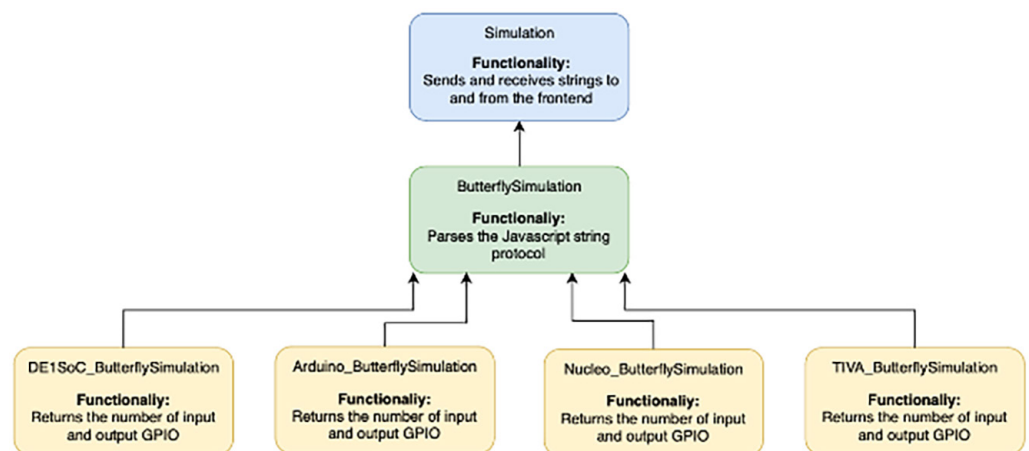 Simulation
Functionality:
Sends and receives strings to
and from the frontend
ButterflySimulation
Functionaliy:
Parses the Javascript string
protocol
DE1SoC_ButterflySimulation
Functionaliy:
Returns the number of input
and output GPIO
Arduino_ButterflySimulation
Functionaliy:
Returns the number of input
and output GPIO
Nucleo_ButterflySimulation
Functionaliy:
Returns the number of input
and output GPIO
TIVA_ButterflySimulation
Functionaliy:
Returns the number of input
and output GPIO